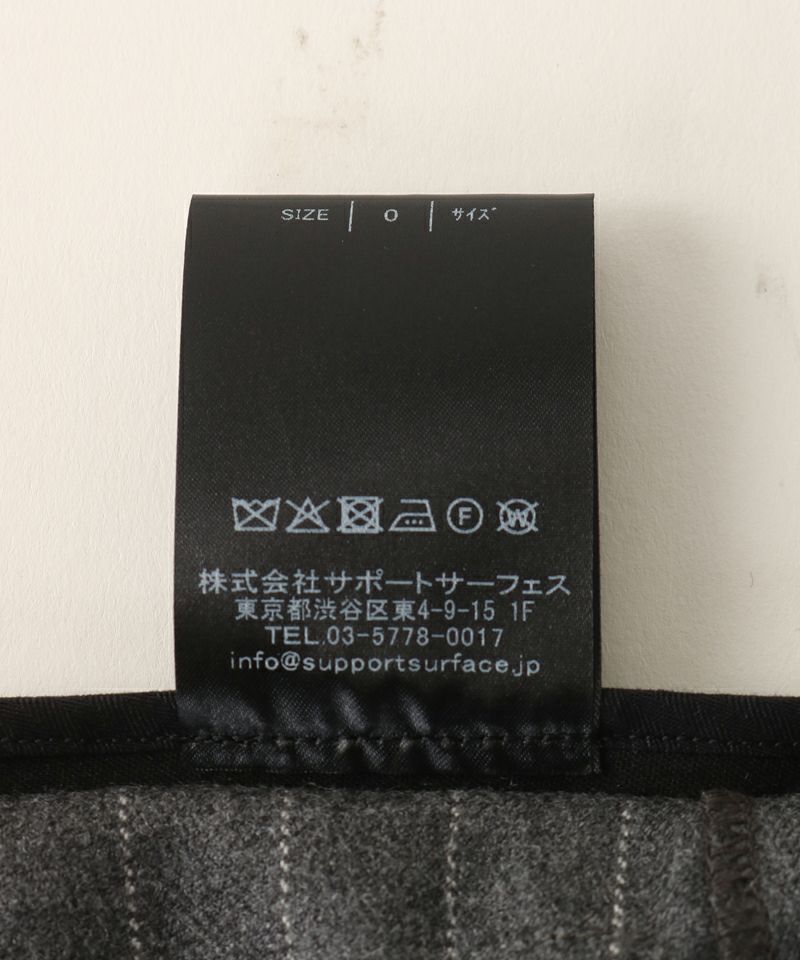 SIZE | 0 | ｻｲｽﾞ
F W
株式会社サポートサーフェス
東京都渋谷区東4-9-15 1F
TEL.03-5778-0017
info@supportsurface.jp